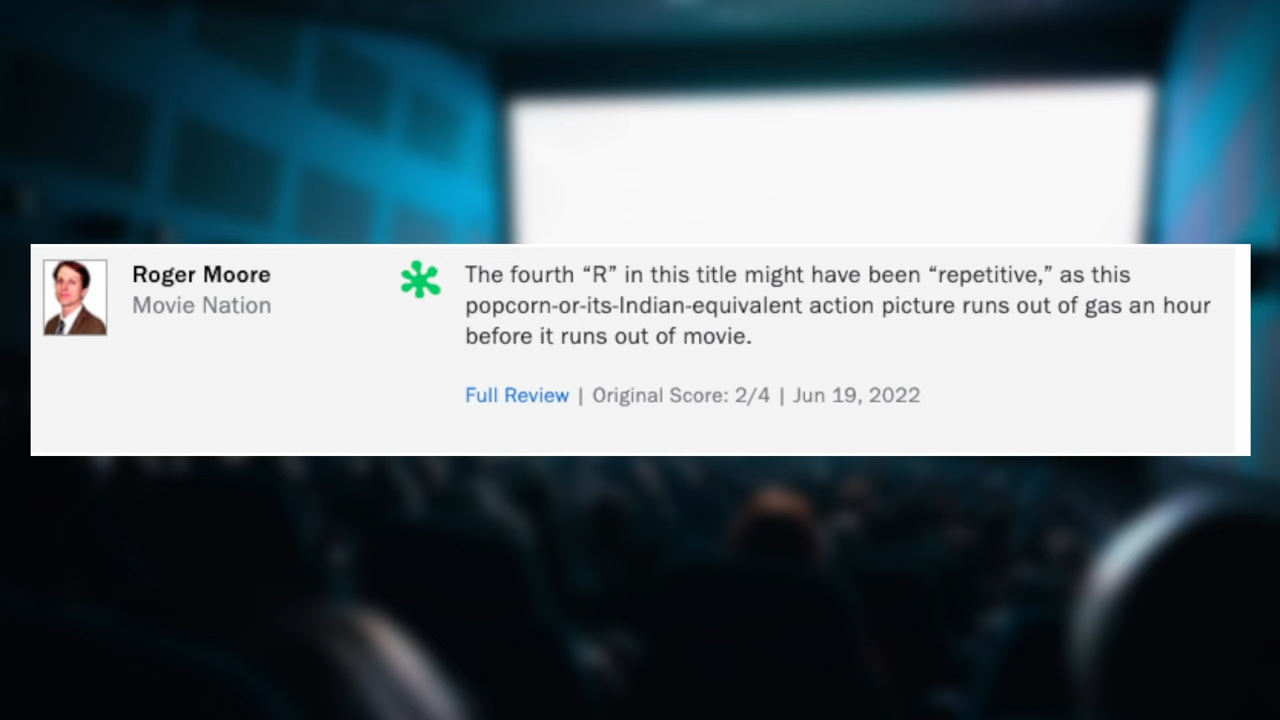 Roger Moore
Movie Nation
The fourth “R” in this title might have been “repetitive,” as this
popcorn-or-its-Indian-equivalent action picture runs out of gas an hour
before it runs out of movie.
Full Review | Original Score: 2/4 | Jun 19, 2022